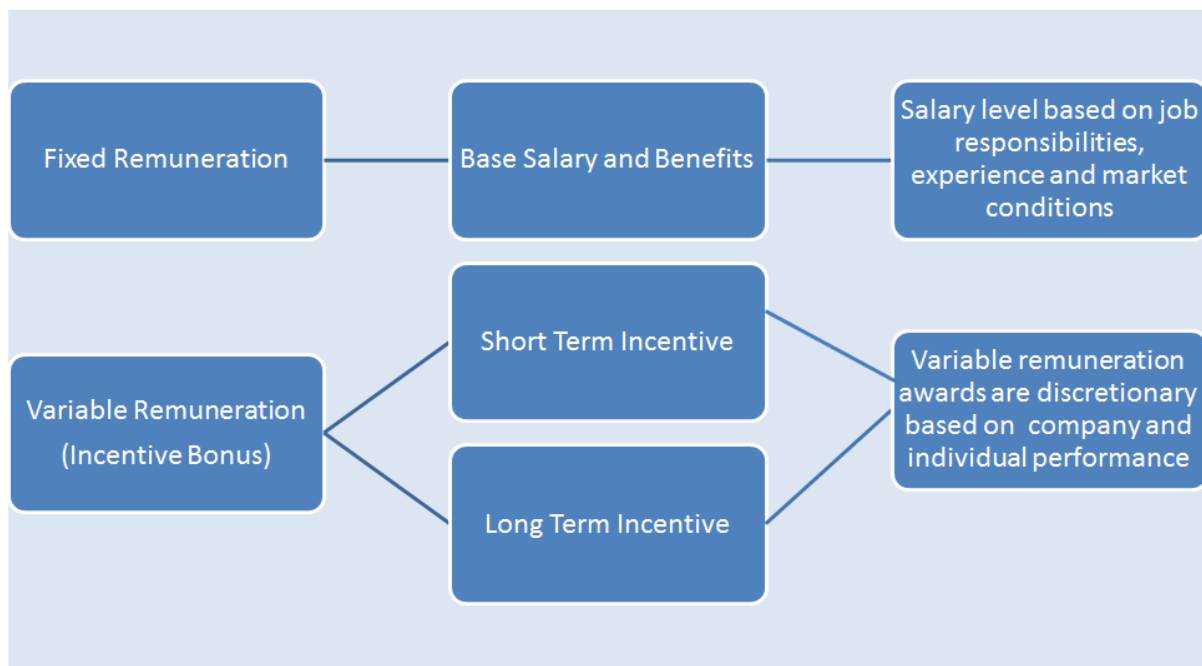 Fixed Remuneration
Base Salary and Benefits
Salary level based on job
responsibilities,
experience and market
conditions
Variable Remuneration
(Incentive Bonus)
Short Term Incentive
Long Term Incentive
Variable remuneration
awards are discretionary
based on company and
individual performance